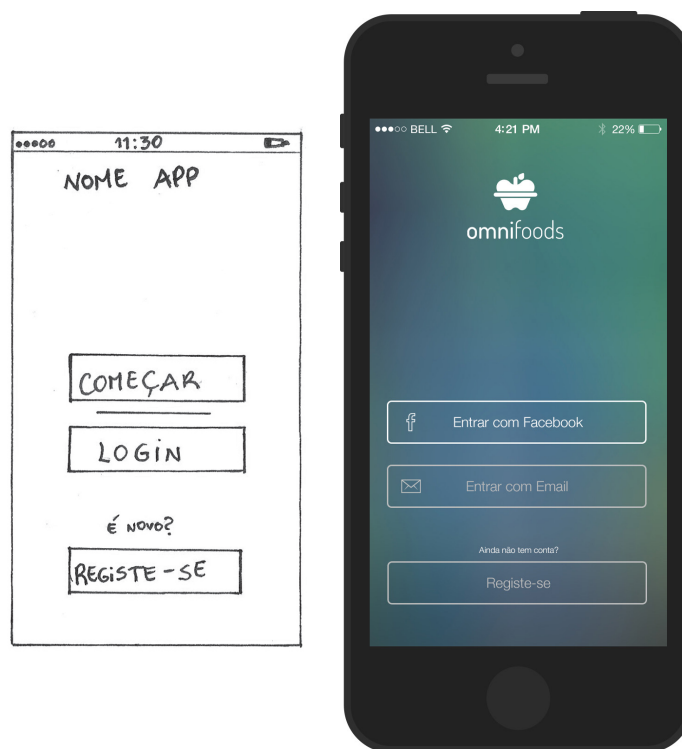 11:30
NOME APP
COMEÇAR
LOGIN
É NOVO?
REGISTE-SE
BELL 4:21 PM 22%
omnifoods
Entrar com Facebook
Entrar com Email
Ainda não tem conta?
Registe-se